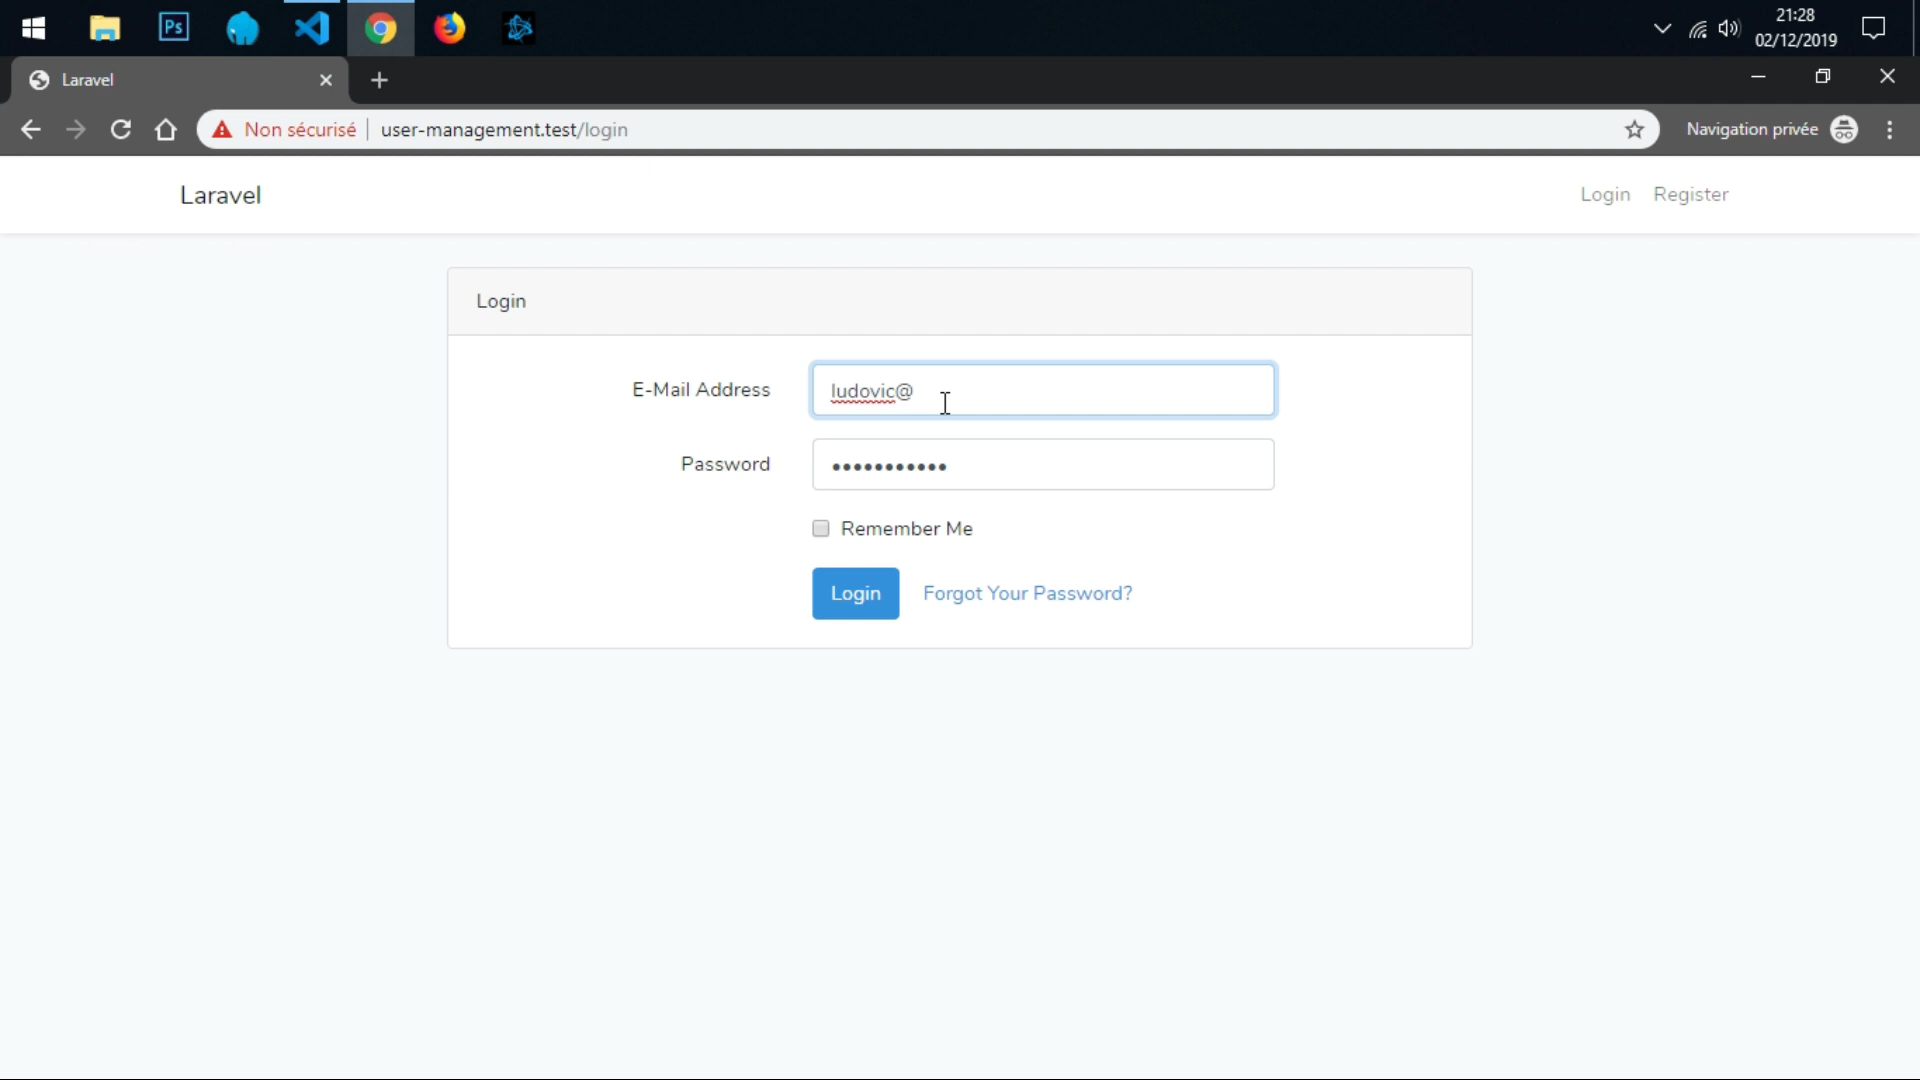 Ps
21:28
02/12/2019
Laravel
Non sécurisé
user-management.test/login
Navigation privée
Laravel
Login
Register
Login
E-Mail Address
ludovic@
Password
•••••••••••
Remember Me
Login
Forgot Your Password?